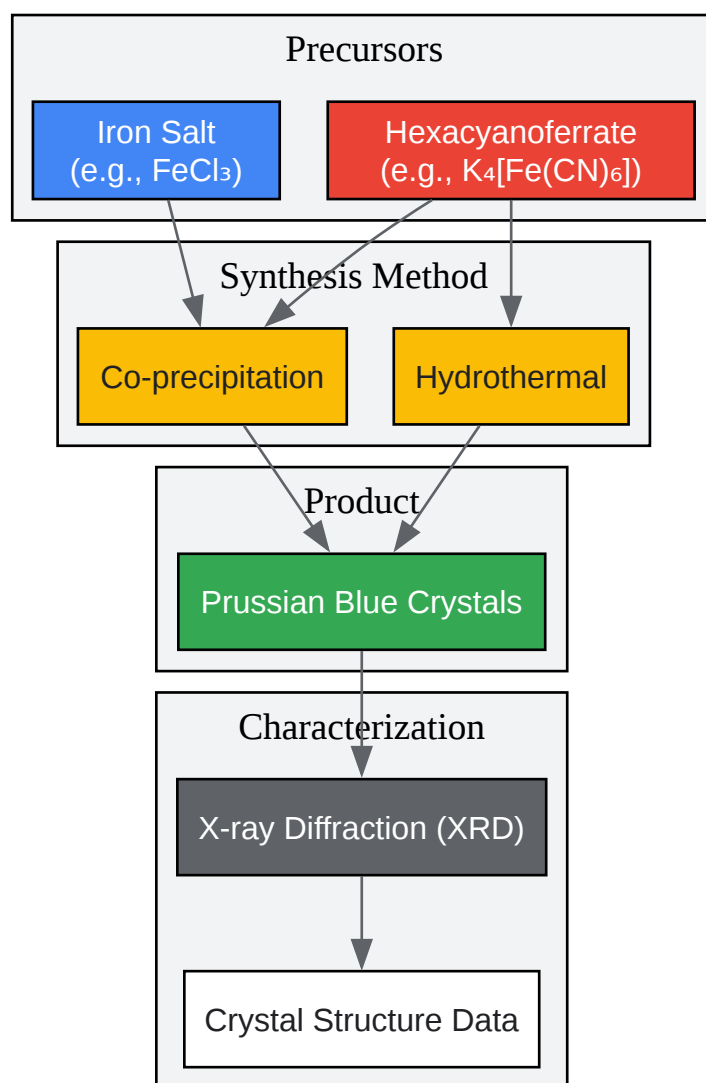 Precursors
Iron Salt
(e.g., FeCl₃)
Hexacyanoferrate
(e.g., K₄[Fe(CN)₆])
Synthesis Method
Co-precipitation
Hydrothermal
Product
Prussian Blue Crystals
Characterization
X-ray Diffraction (XRD)
Crystal Structure Data